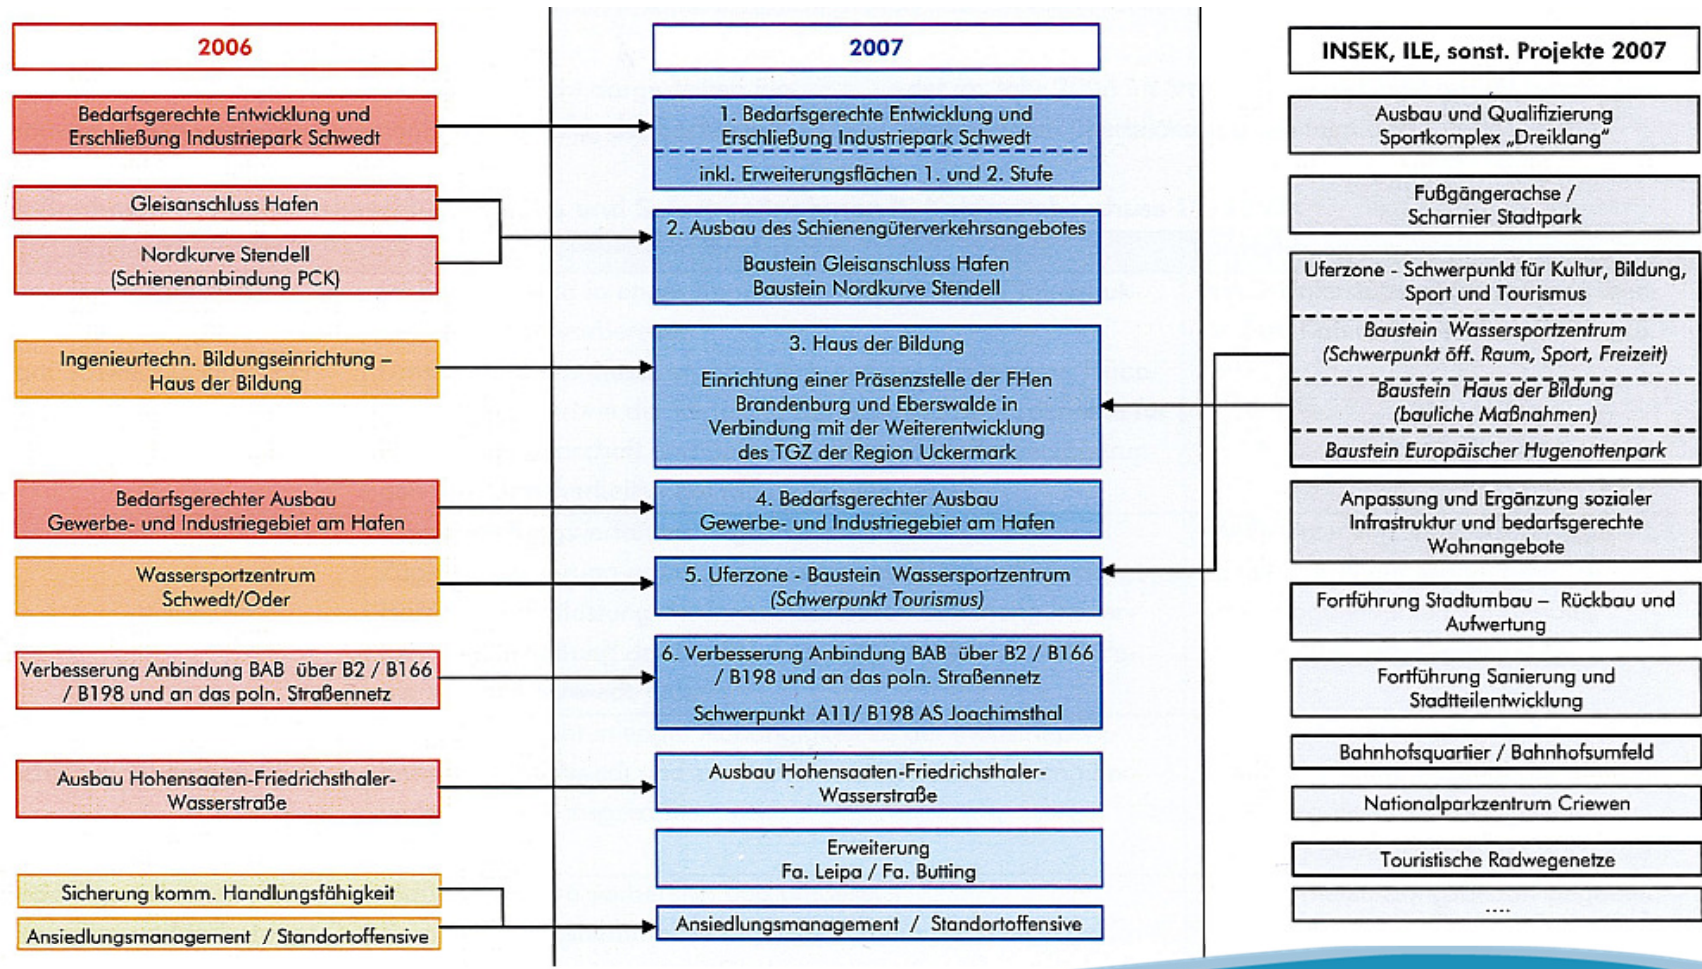 2006
Bedarfsgerechte Entwicklung und
Erschließung Industriepark Schwedt
Gleisanschluss Hafen
Nordkurve Stendell
(Schienenanbindung PCK)
Ingenieurtechn. Bildungseinrichtung –
Haus der Bildung
Bedarfsgerechter Ausbau
Gewerbe- und Industriegebiet am Hafen
Wassersportzentrum
Schwedt/Oder
Verbesserung Anbindung BAB über B2 / B166
/ B198 und an das poln. Straßennetz
Ausbau Hohensaaten-Friedrichsthaler-
Wasserstraße
Sicherung komm. Handlungsfähigkeit
Ansiedlungsmanagement / Standortoffensive
2007
1. Bedarfsgerechte Entwicklung und
Erschließung Industriepark Schwedt
inkl. Erweiterungsflächen 1. und 2. Stufe
2. Ausbau des Schienengüterverkehrsangebotes
Baustein Gleisanschluss Hafen
Baustein Nordkurve Stendell
3. Haus der Bildung
Einrichtung einer Präsenzstelle der FHen
Brandenburg und Eberswalde in
Verbindung mit der Weiterentwicklung
des TGZ der Region Uckermark
4. Bedarfsgerechter Ausbau
Gewerbe- und Industriegebiet am Hafen
5. Uferzone - Baustein Wassersportzentrum
(Schwerpunkt Tourismus)
6. Verbesserung Anbindung BAB über B2 / B166
/ B198 und an das poln. Straßennetz
Schwerpunkt A11/ B198 AS Joachimsthal
Ausbau Hohensaaten-Friedrichsthaler-
Wasserstraße
Erweiterung
Fa. Leipa / Fa. Butting
Ansiedlungsmanagement / Standortoffensive
INSEK, ILE, sonst. Projekte 2007
Ausbau und Qualifizierung
Sportkomplex „Dreiklang“
Fußgängerachse /
Scharnier Stadtpark
Uferzone - Schwerpunkt für Kultur, Bildung,
Sport und Tourismus
Baustein Wassersportzentrum
(Schwerpunkt öff. Raum, Sport, Freizeit)
Baustein Haus der Bildung
(bauliche Maßnahmen)
Baustein Europäischer Hugenottenpark
Anpassung und Ergänzung sozialer
Infrastruktur und bedarfsgerechte
Wohnangebote
Fortführung Stadtumbau – Rückbau und
Aufwertung
Fortführung Sanierung und
Stadtteilentwicklung
Bahnhofsquartier / Bahnhofsumfeld
Nationalparkzentrum Criewen
Touristische Radwegenetze
....